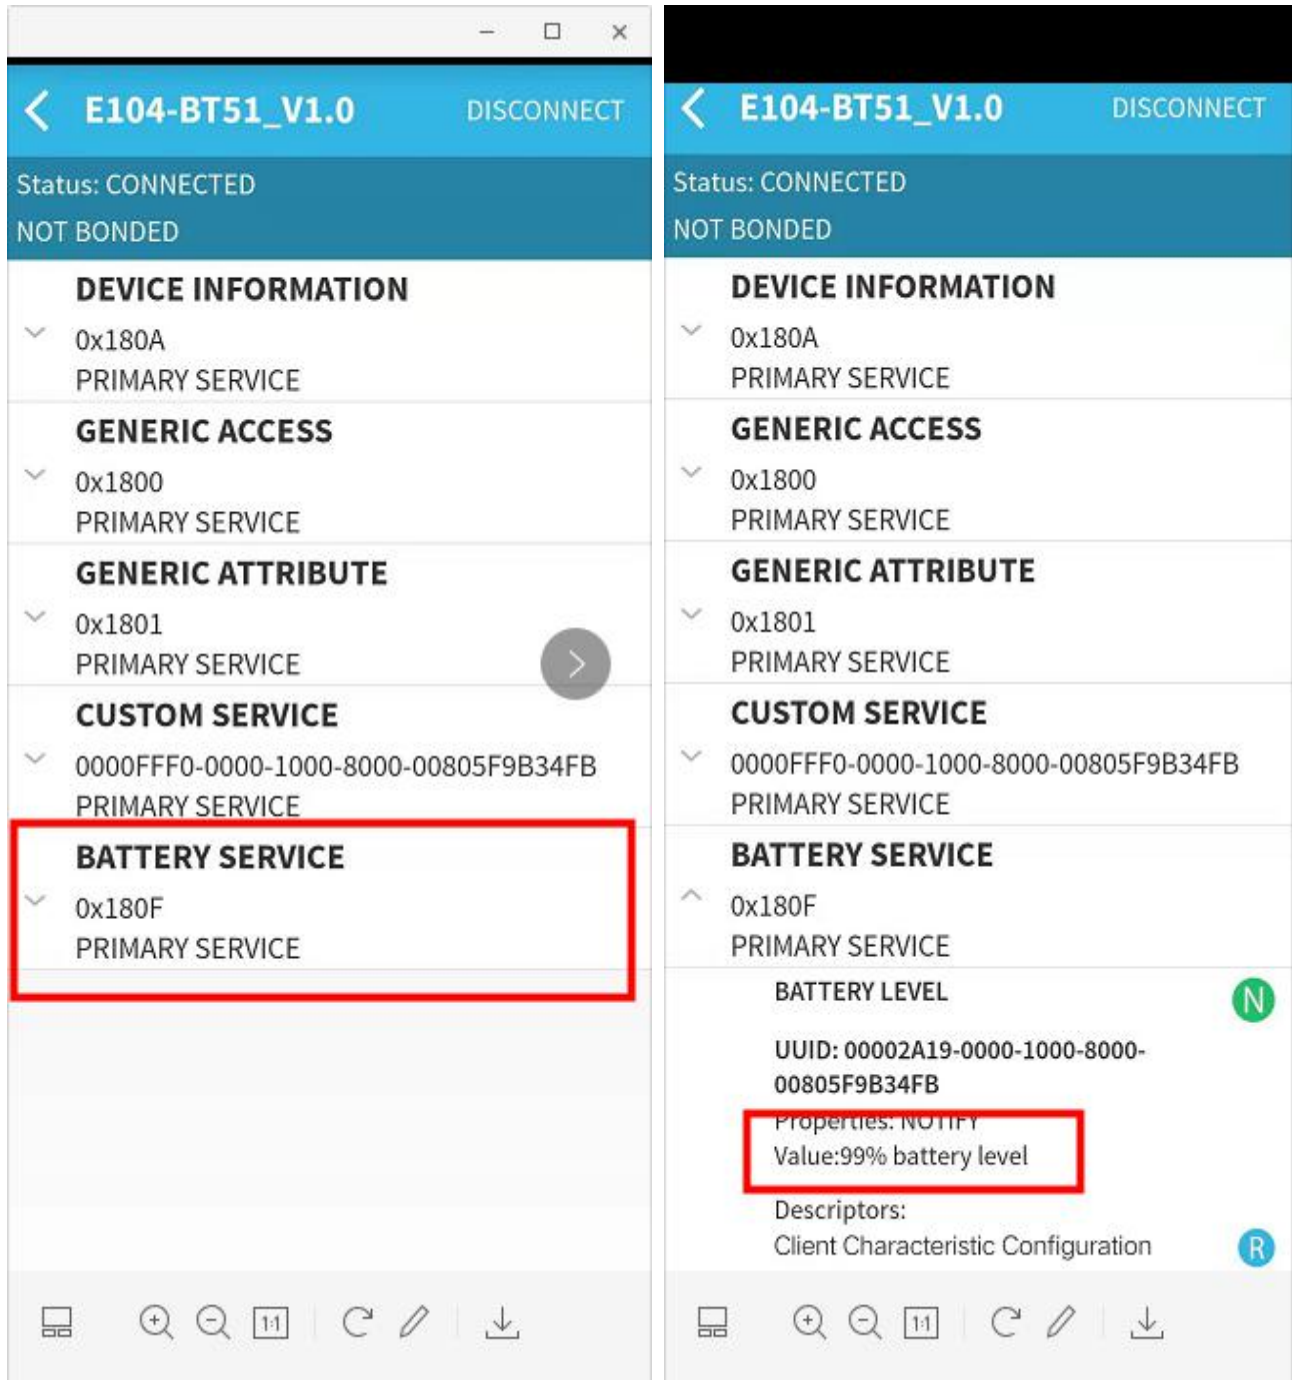 E104-BT51_V1.0 DISCONNECT
Status: CONNECTED
NOT BONDED
DEVICE INFORMATION
0x180A
PRIMARY SERVICE
GENERIC ACCESS
0x1800
PRIMARY SERVICE
GENERIC ATTRIBUTE
0x1801
PRIMARY SERVICE
CUSTOM SERVICE
0000FFF0-0000-1000-8000-00805F9B34FB
PRIMARY SERVICE
BATTERY SERVICE
0x180F
PRIMARY SERVICE
1:1
E104-BT51_V1.0 DISCONNECT
Status: CONNECTED
NOT BONDED
DEVICE INFORMATION
0x180A
PRIMARY SERVICE
GENERIC ACCESS
0x1800
PRIMARY SERVICE
GENERIC ATTRIBUTE
0x1801
PRIMARY SERVICE
CUSTOM SERVICE
0000FFF0-0000-1000-8000-00805F9B34FB
PRIMARY SERVICE
BATTERY SERVICE
0x180F
PRIMARY SERVICE
BATTERY LEVEL N
UUID: 00002A19-0000-1000-8000-
00805F9B34FB
Properties: NOTIFY
Value:99% battery level
Descriptors:
Client Characteristic Configuration R
1:1